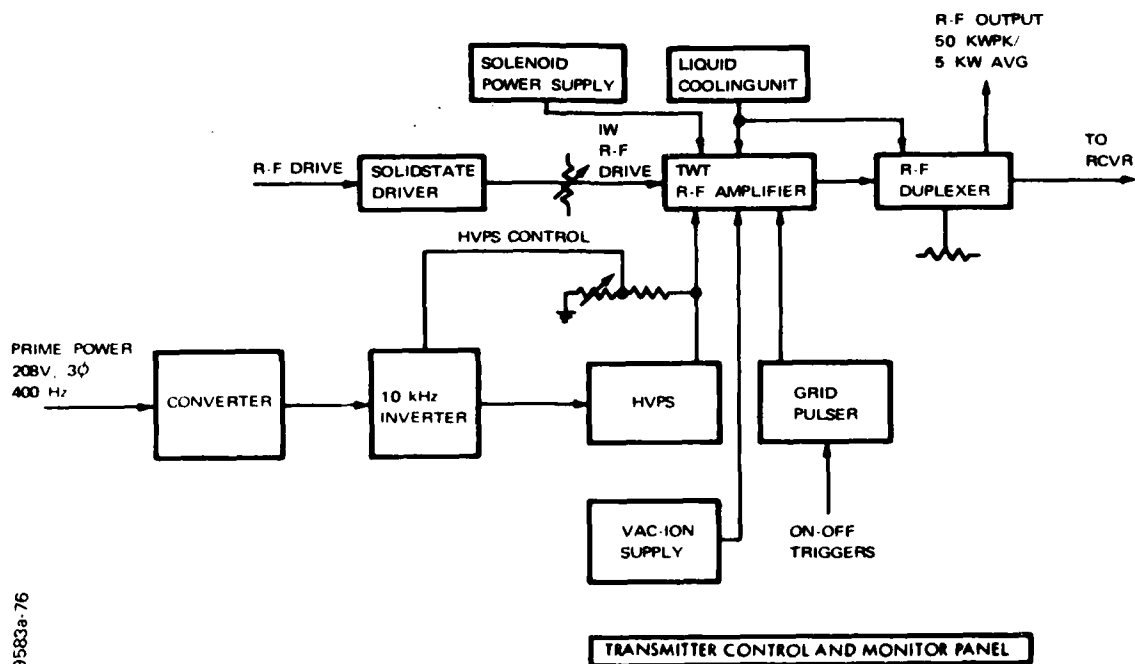 R-F OUTPUT
50 KWPK/
5 KW AVG
SOLENOID
POWER SUPPLY
LIQUID
COOLINGUNIT
TO
RCVR
R-F DRIVE
SOLIDSTATE
DRIVER
IW
R-F
DRIVE
TWT
R-F AMPLIFIER
R-F
DUPLEXER
HVPS CONTROL
PRIME POWER
208V, 3Ø
400 Hz
CONVERTER
10 kHz
INVERTER
HVPS
GRID
PULSER
VAC-ION
SUPPLY
ON-OFF
TRIGGERS
TRANSMITTER CONTROL AND MONITOR PANEL
9583a-76